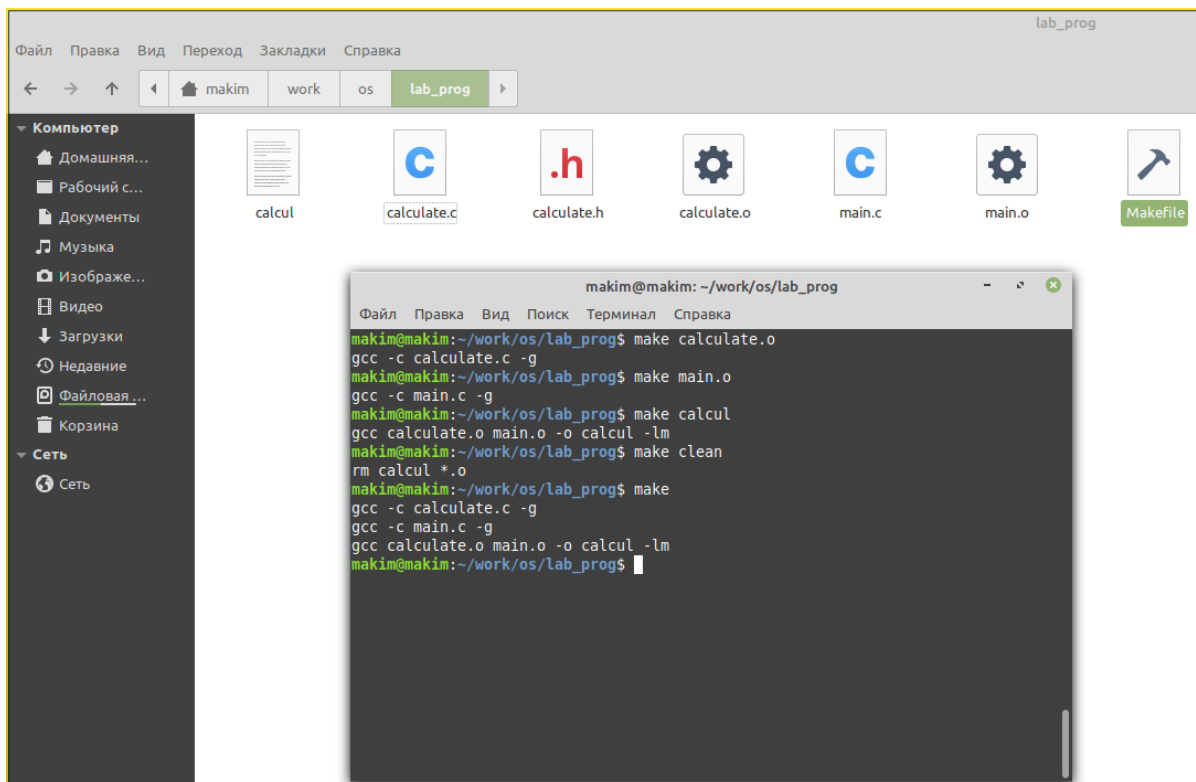 lab_prog
Файл Правка Вид Переход Закладки Справка
makim work os lab_prog
Компьютер
Домашняя...
Рабочий с...
Документы
Музыка
Изображе...
Видео
Загрузки
Недавние
Файловая ...
Корзина
Сеть
Сеть
C .h C
calcul calculate.c calculate.h calculate.o main.c main.o Makefile
makim@makim: ~/work/os/lab_prog
Файл Правка Вид Поиск Терминал Справка
makim@makim:~/work/os/lab_prog$ make calculate.o
gcc -c calculate.c -g
makim@makim:~/work/os/lab_prog$ make main.o
gcc -c main.c -g
makim@makim:~/work/os/lab_prog$ make calcul
gcc calculate.o main.o -o calcul -lm
makim@makim:~/work/os/lab_prog$ make clean
rm calcul *.o
makim@makim:~/work/os/lab_prog$ make
gcc -c calculate.c -g
gcc -c main.c -g
gcc calculate.o main.o -o calcul -lm
makim@makim:~/work/os/lab_prog$